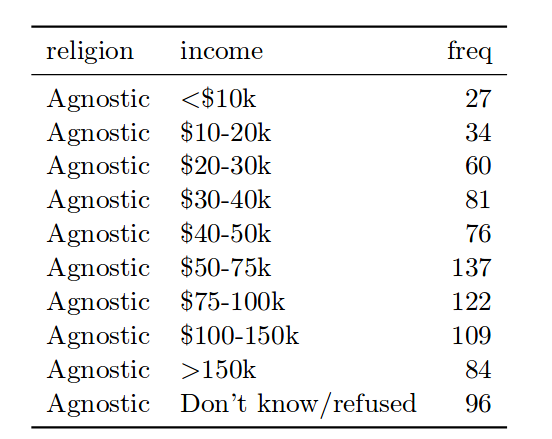 religion income freq
Agnostic <$10k 27
Agnostic $10-20k 34
Agnostic $20-30k 60
Agnostic $30-40k 81
Agnostic $40-50k 76
Agnostic $50-75k 137
Agnostic $75-100k 122
Agnostic $100-150k 109
Agnostic >150k 84
Agnostic Don't know/refused 96